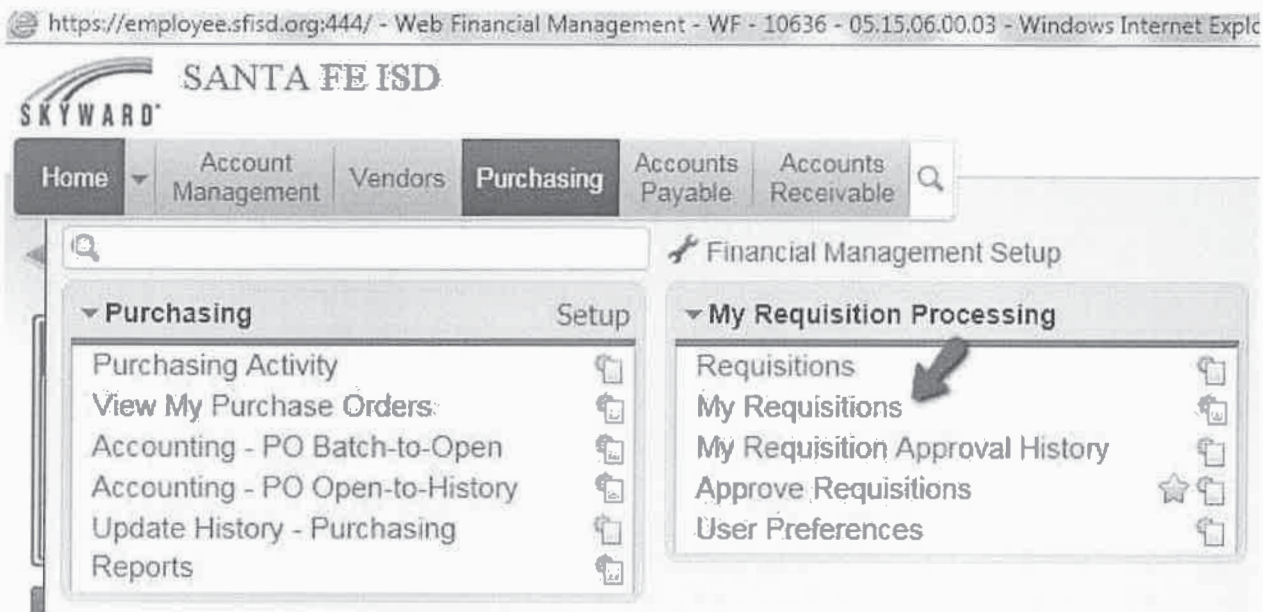 https://employee.sfisd.org:444/ - Web Financial Management - WF - 10636 - 05.15.06.00.03 - Windows Internet Explo
SANTA FE ISD
SKYWARD
Home Account Management Vendors Purchasing Accounts Payable Accounts Receivable
Financial Management Setup
Purchasing Setup
Purchasing Activity
View My Purchase Orders
Accounting - PO Batch-to-Open
Accounting - PO Open-to-History
Update History - Purchasing
Reports
My Requisition Processing
Requisitions
My Requisitions
My Requisition Approval History
Approve Requisitions
User Preferences